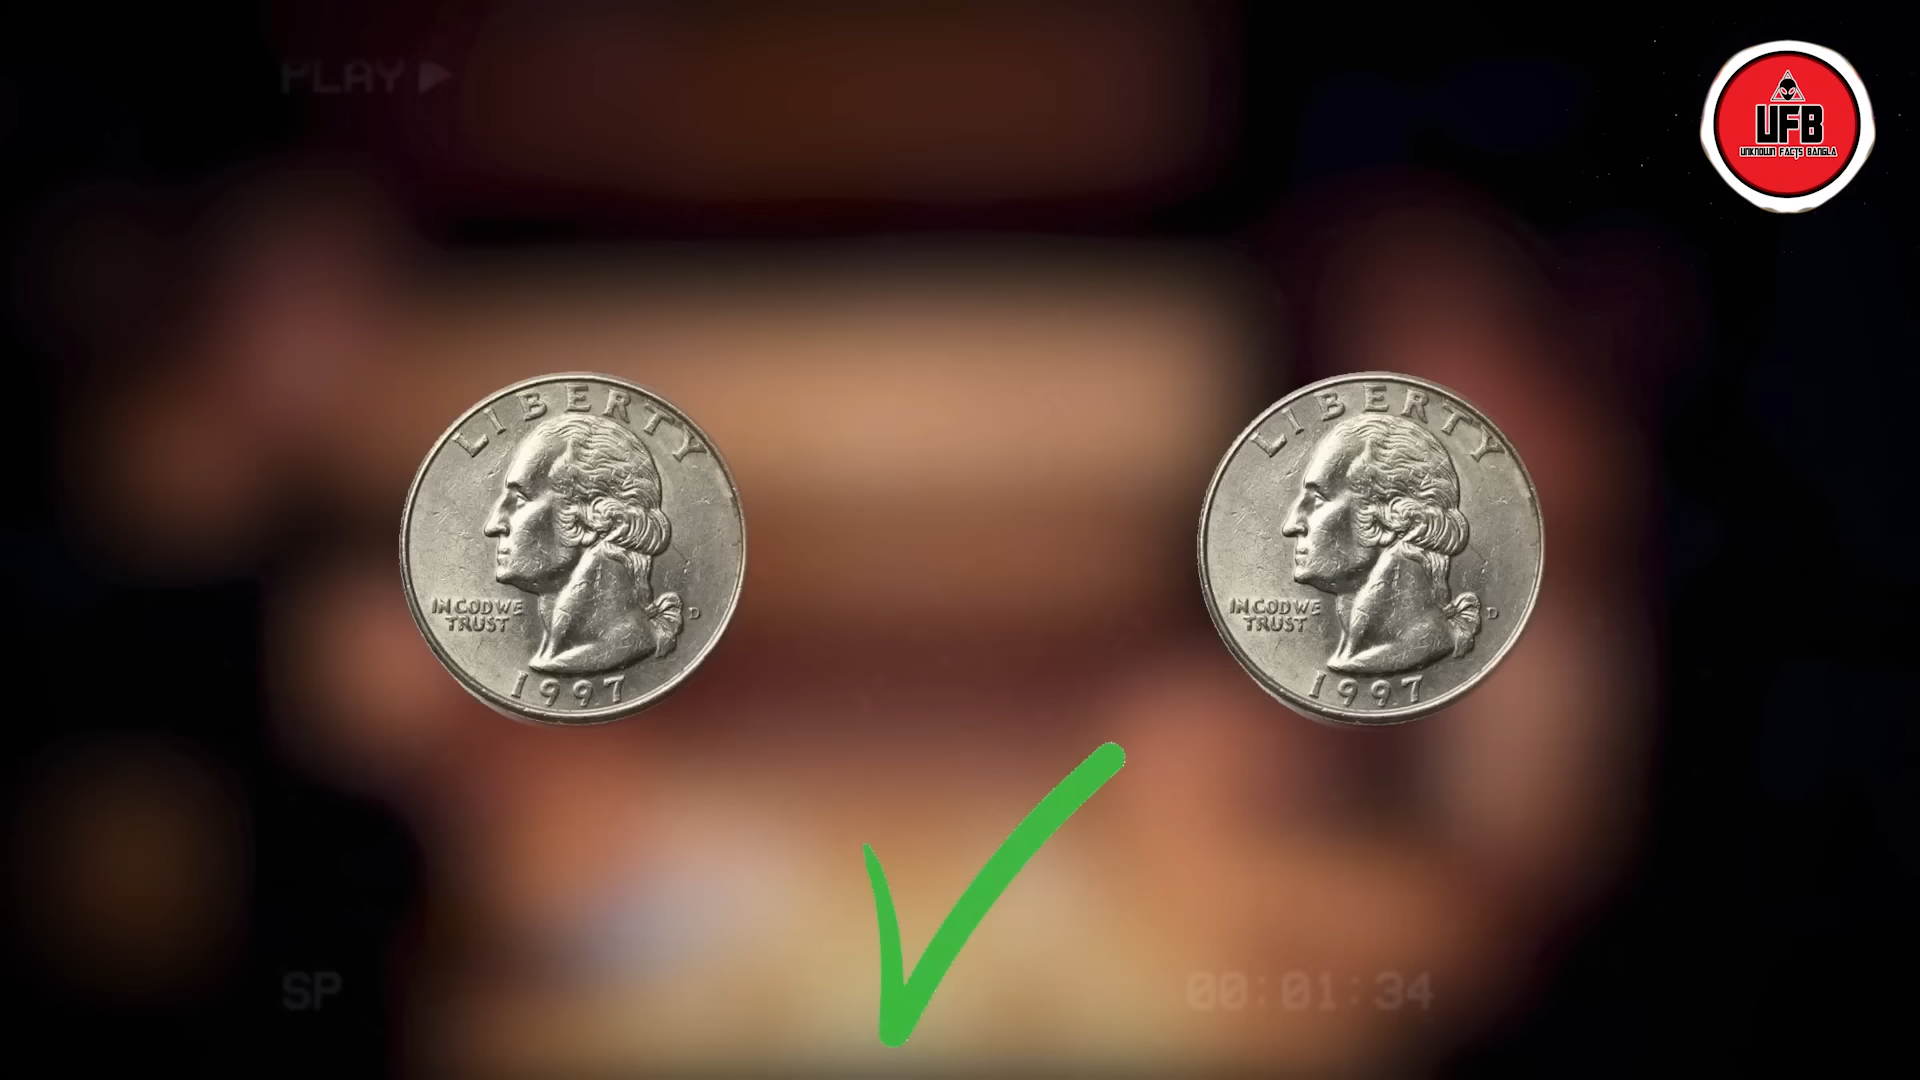 PLAY
UFB
UNKNOWN FACTS BANGLA
LIBERTY
IN GOD WE
TRUST
D
1997
LIBERTY
IN GOD WE
TRUST
D
1997
SP
00:01:34